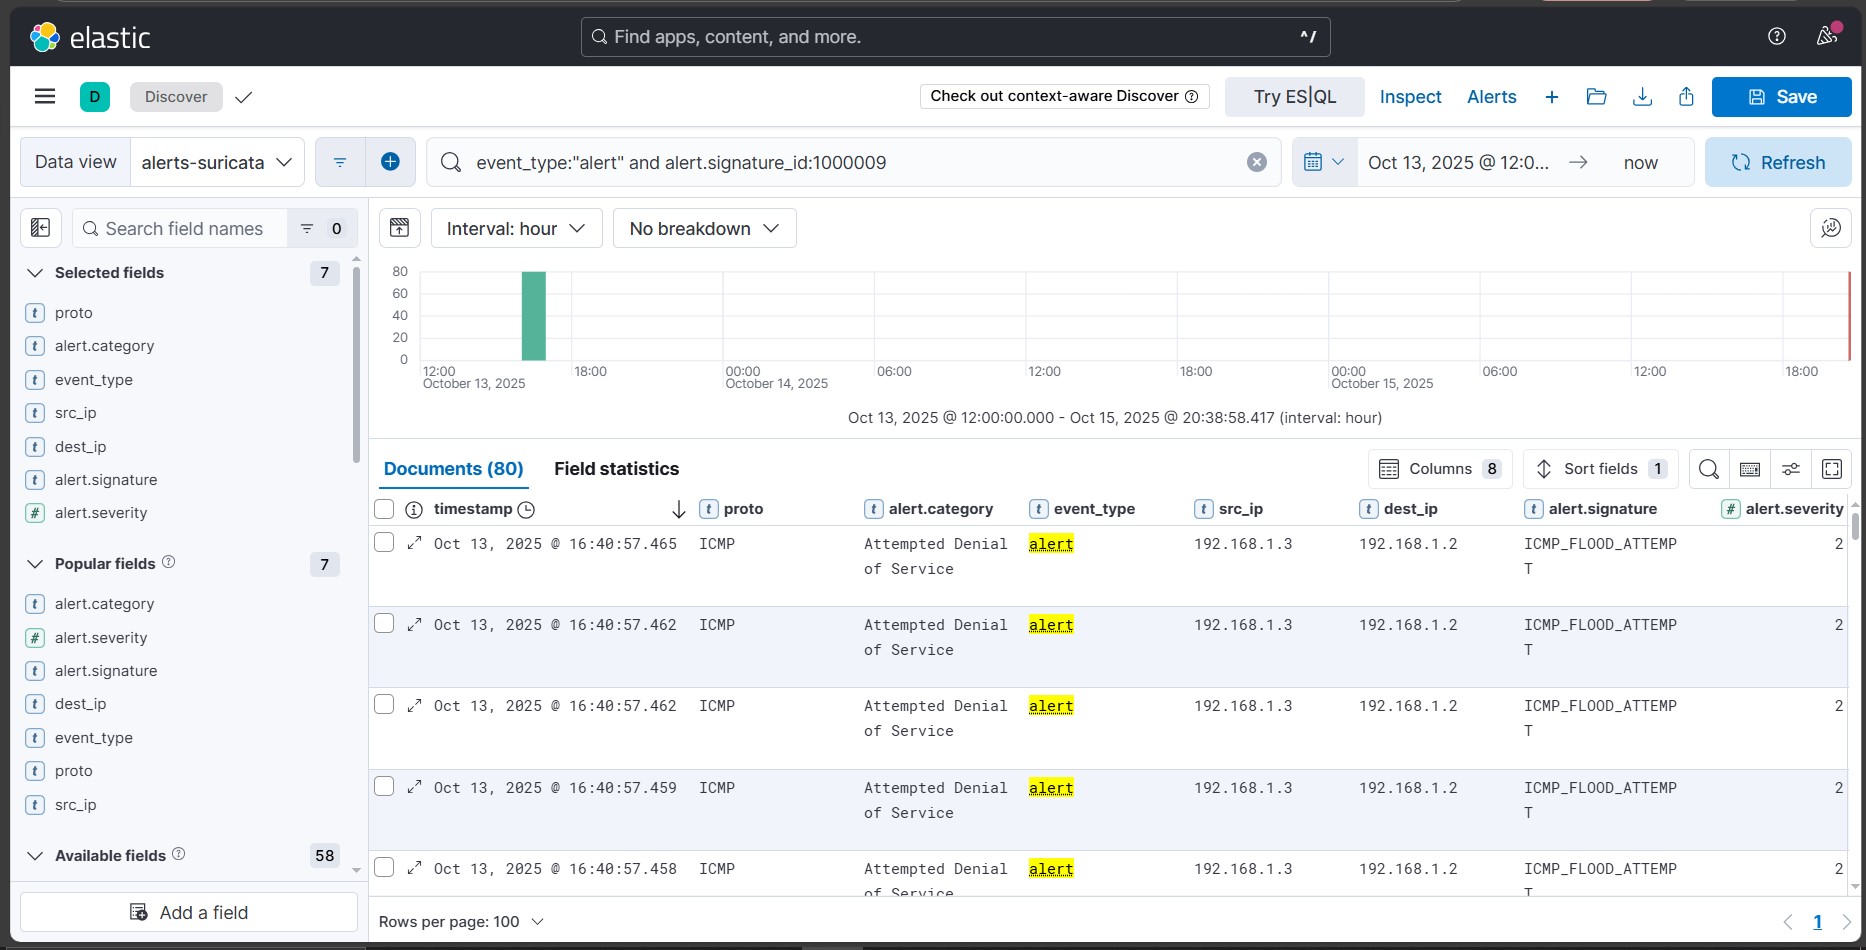 elastic
Find apps, content, and more.
^/
D
Discover
Check out context-aware Discover
Try ES|QL
Inspect
Alerts
Save
Data view
alerts-suricata
event_type:"alert" and alert.signature_id:1000009
Oct 13, 2025 @ 12:0...
now
Refresh
Search field names
0
Interval: hour
No breakdown
Selected fields
7
proto
alert.category
event_type
src_ip
dest_ip
alert.signature
alert.severity
Popular fields
7
alert.category
alert.severity
alert.signature
dest_ip
event_type
proto
src_ip
Available fields
58
Add a field
80
60
40
20
0
12:00
October 13, 2025
18:00
00:00
October 14, 2025
06:00
12:00
18:00
00:00
October 15, 2025
06:00
12:00
18:00
Oct 13, 2025 @ 12:00:00.000 - Oct 15, 2025 @ 20:38:58.417 (interval: hour)
Documents (80)
Field statistics
Columns 8
Sort fields 1
timestamp proto alert.category event_type src_ip dest_ip alert.signature alert.severity
Oct 13, 2025 @ 16:40:57.465 ICMP Attempted Denial alert 192.168.1.3 192.168.1.2 ICMP_FLOOD_ATTEMP 2
of Service T
Oct 13, 2025 @ 16:40:57.462 ICMP Attempted Denial alert 192.168.1.3 192.168.1.2 ICMP_FLOOD_ATTEMP 2
of Service T
Oct 13, 2025 @ 16:40:57.462 ICMP Attempted Denial alert 192.168.1.3 192.168.1.2 ICMP_FLOOD_ATTEMP 2
of Service T
Oct 13, 2025 @ 16:40:57.459 ICMP Attempted Denial alert 192.168.1.3 192.168.1.2 ICMP_FLOOD_ATTEMP 2
of Service T
Oct 13, 2025 @ 16:40:57.458 ICMP Attempted Denial alert 192.168.1.3 192.168.1.2 ICMP_FLOOD_ATTEMP 2
of Service T
Rows per page: 100
1